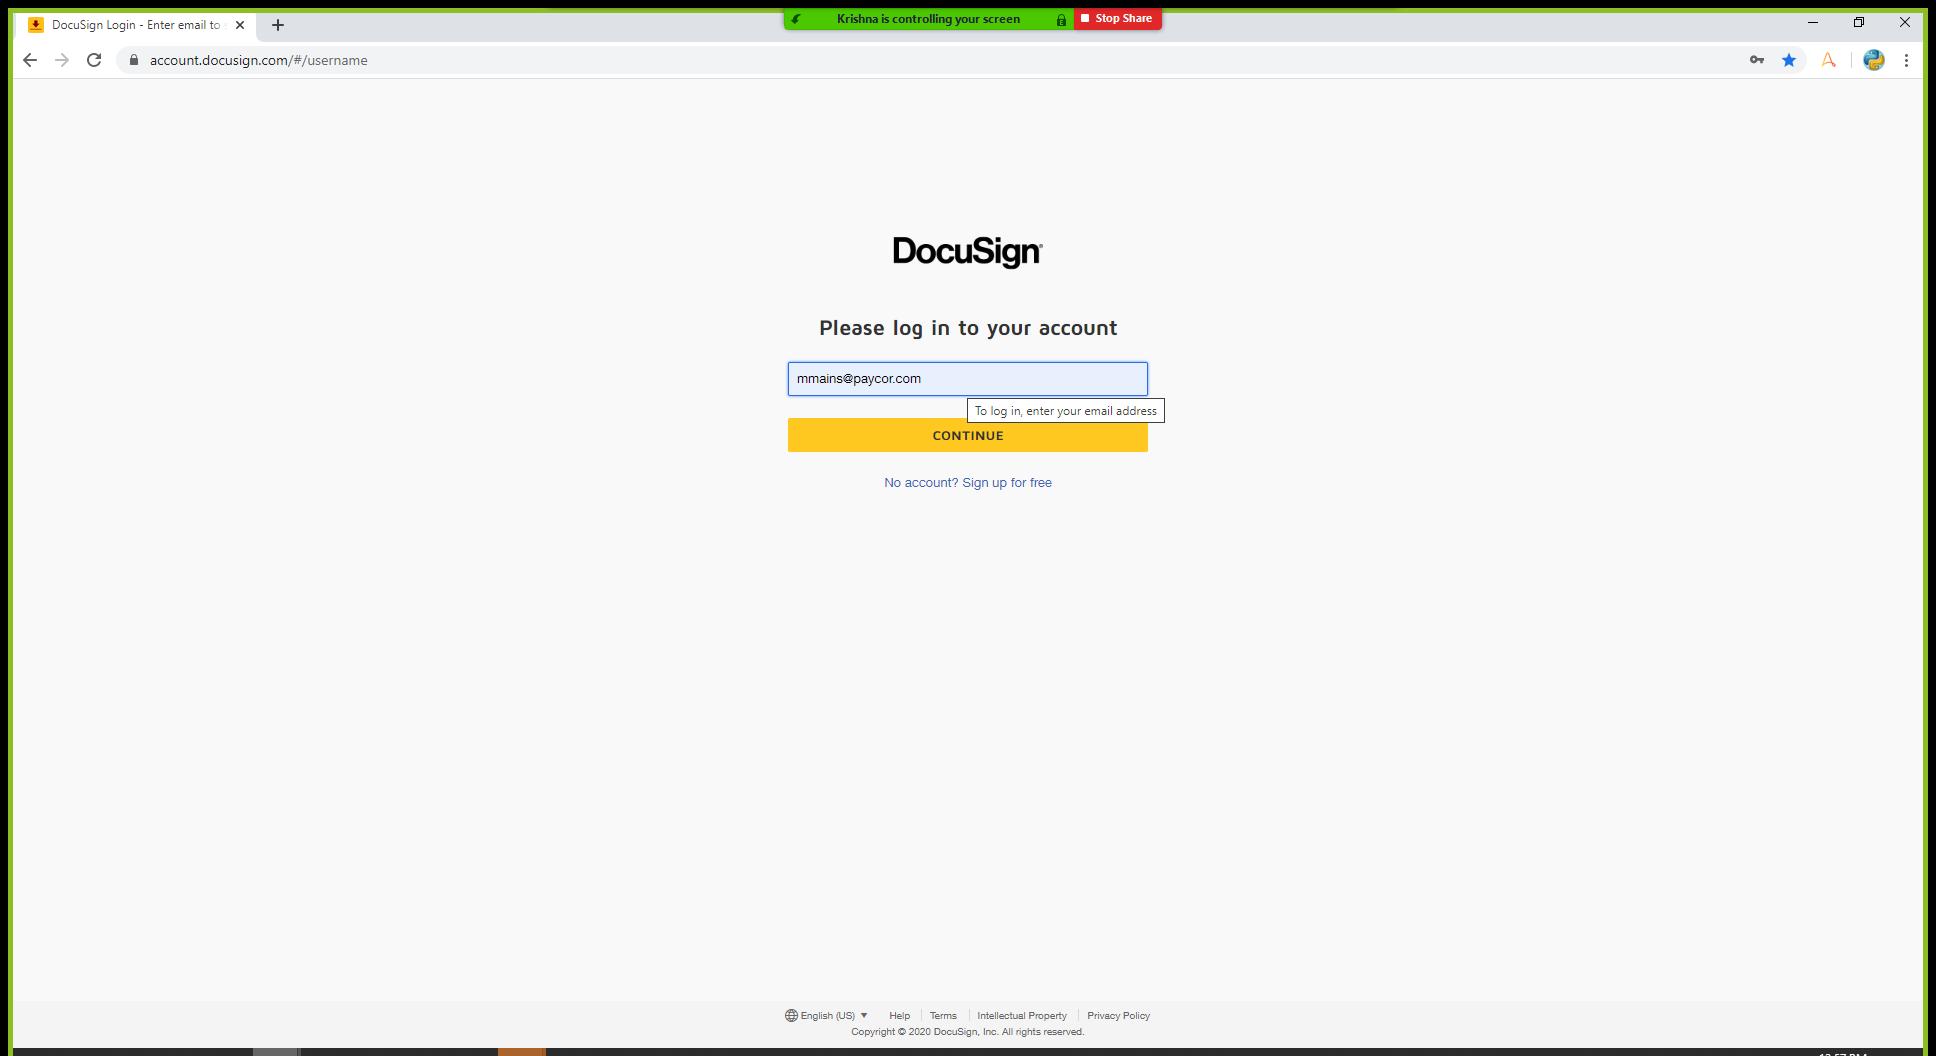 DocuSign Login - Enter email to
Krishna is controlling your screen
Stop Share
account.docusign.com/#/username
DocuSign
Please log in to your account
mmains@paycor.com
To log in, enter your email address
CONTINUE
No account? Sign up for free
English (US) Help Terms Intellectual Property Privacy Policy
Copyright © 2020 DocuSign, Inc. All rights reserved.